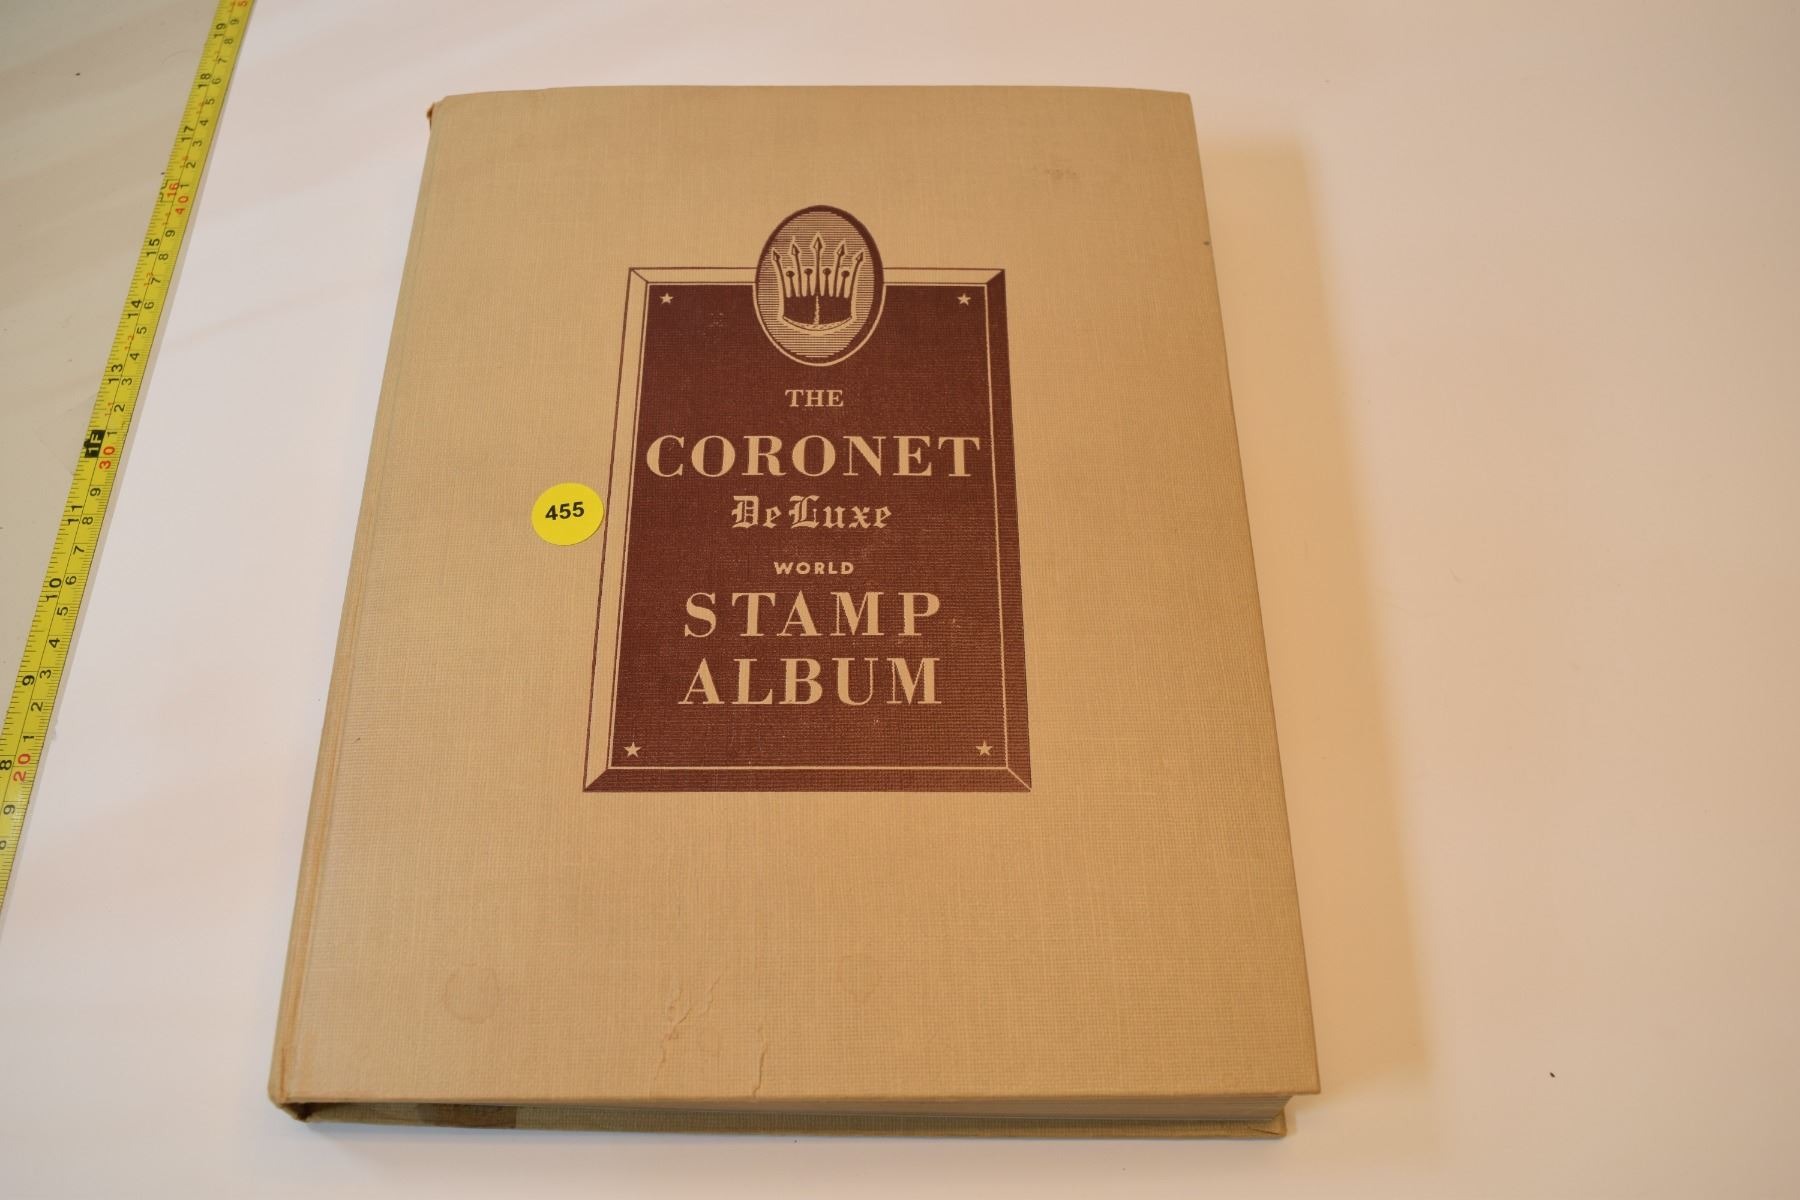 THE
CORONET
De Luxe
WORLD
STAMP
ALBUM
455